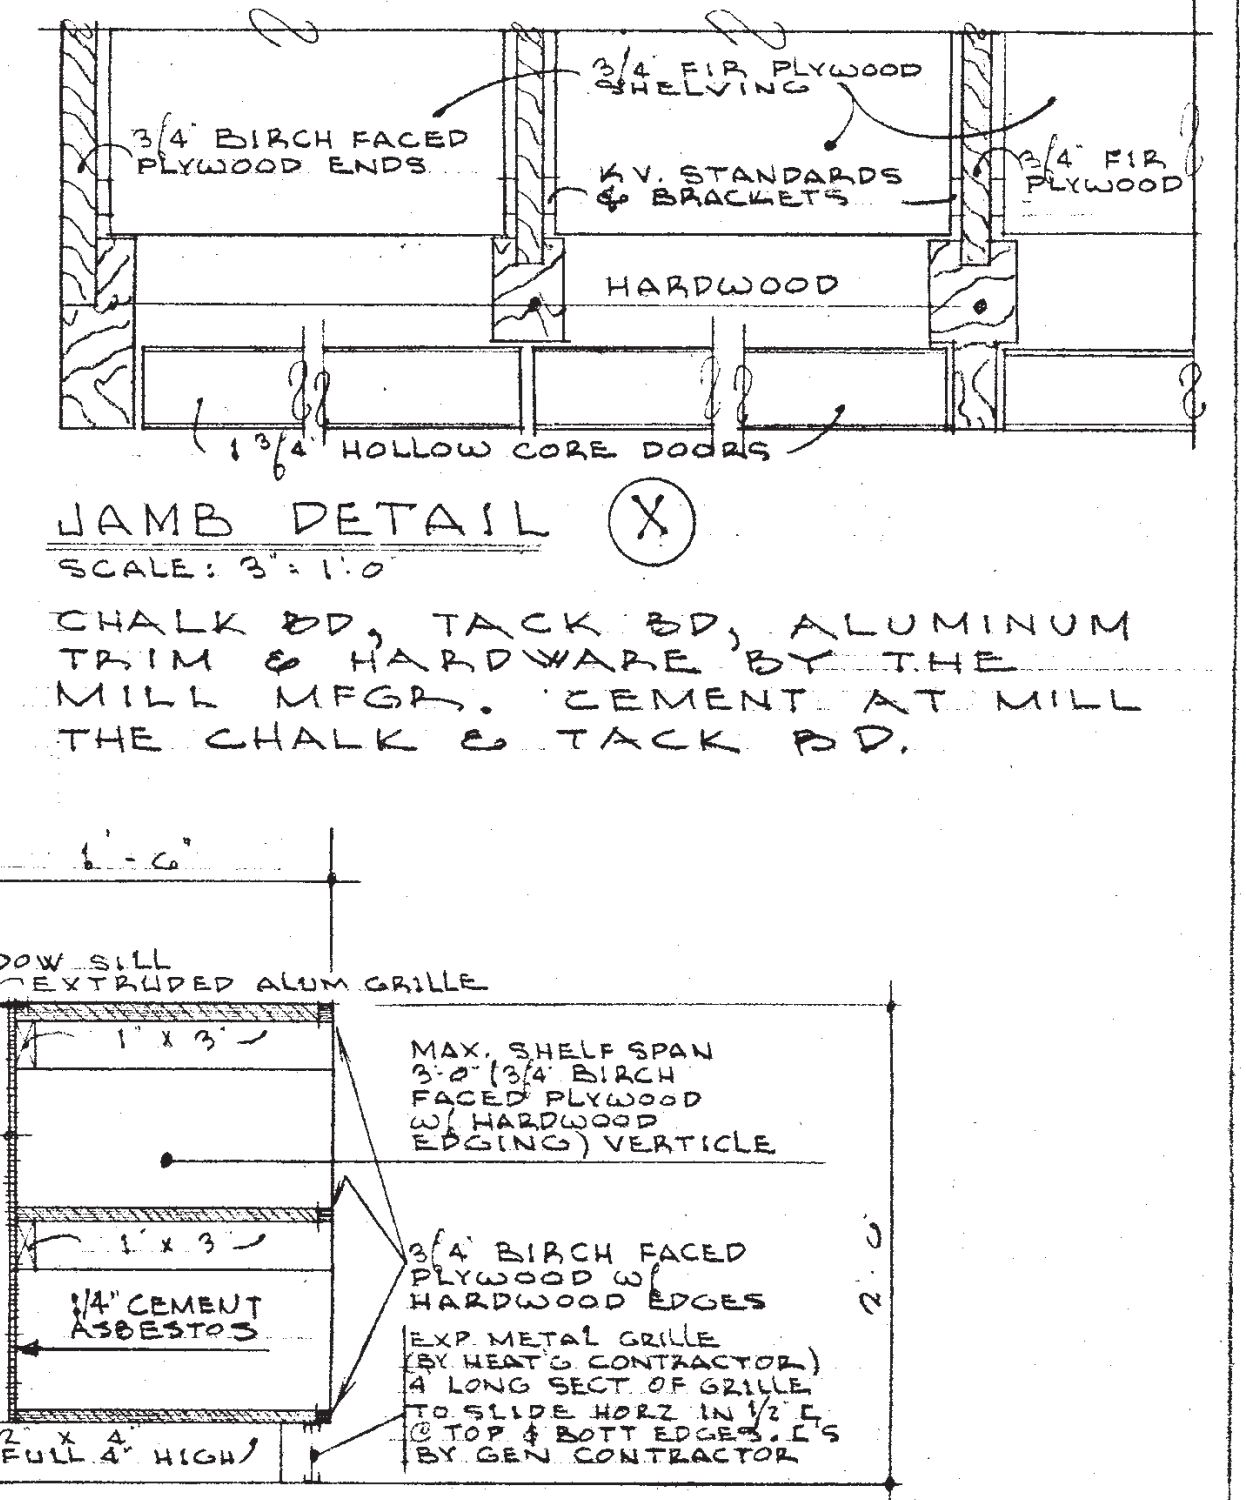 3/4" FIR PLYWOOD
SHELVING
3/4" BIRCH FACED
PLYWOOD ENDS
K.V. STANDARDS
& BRACKETS
3/4" FIR
PLYWOOD
HARDWOOD
1 3/4" HOLLOW CORE DOORS
JAMB DETAIL X
SCALE: 3" = 1'-0"
CHALK BD, TACK BD, ALUMINUM
TRIM & HARDWARE BY THE
MILL MFGR. CEMENT AT MILL
THE CHALK & TACK BD.
1'-6"
DOW SILL
EXTRUDED ALUM GRILLE
1" X 3"
MAX. SHELF SPAN
3'-0" (3/4" BIRCH
FACED PLYWOOD
W/ HARDWOOD
EDGING) VERTICLE
1" X 3"
3/4" BIRCH FACED
PLYWOOD W/
HARDWOOD EDGES
2'-0"
1/4" CEMENT
ASBESTOS
EXP. METAL GRILLE
(BY HEAT'G CONTRACTOR)
4' LONG SECT OF GRILLE
TO SLIDE HORZ IN 1/2" [
@ TOP & BOTT EDGES. ['S
BY GEN CONTRACTOR
2" X 4"
FULL 4" HIGH